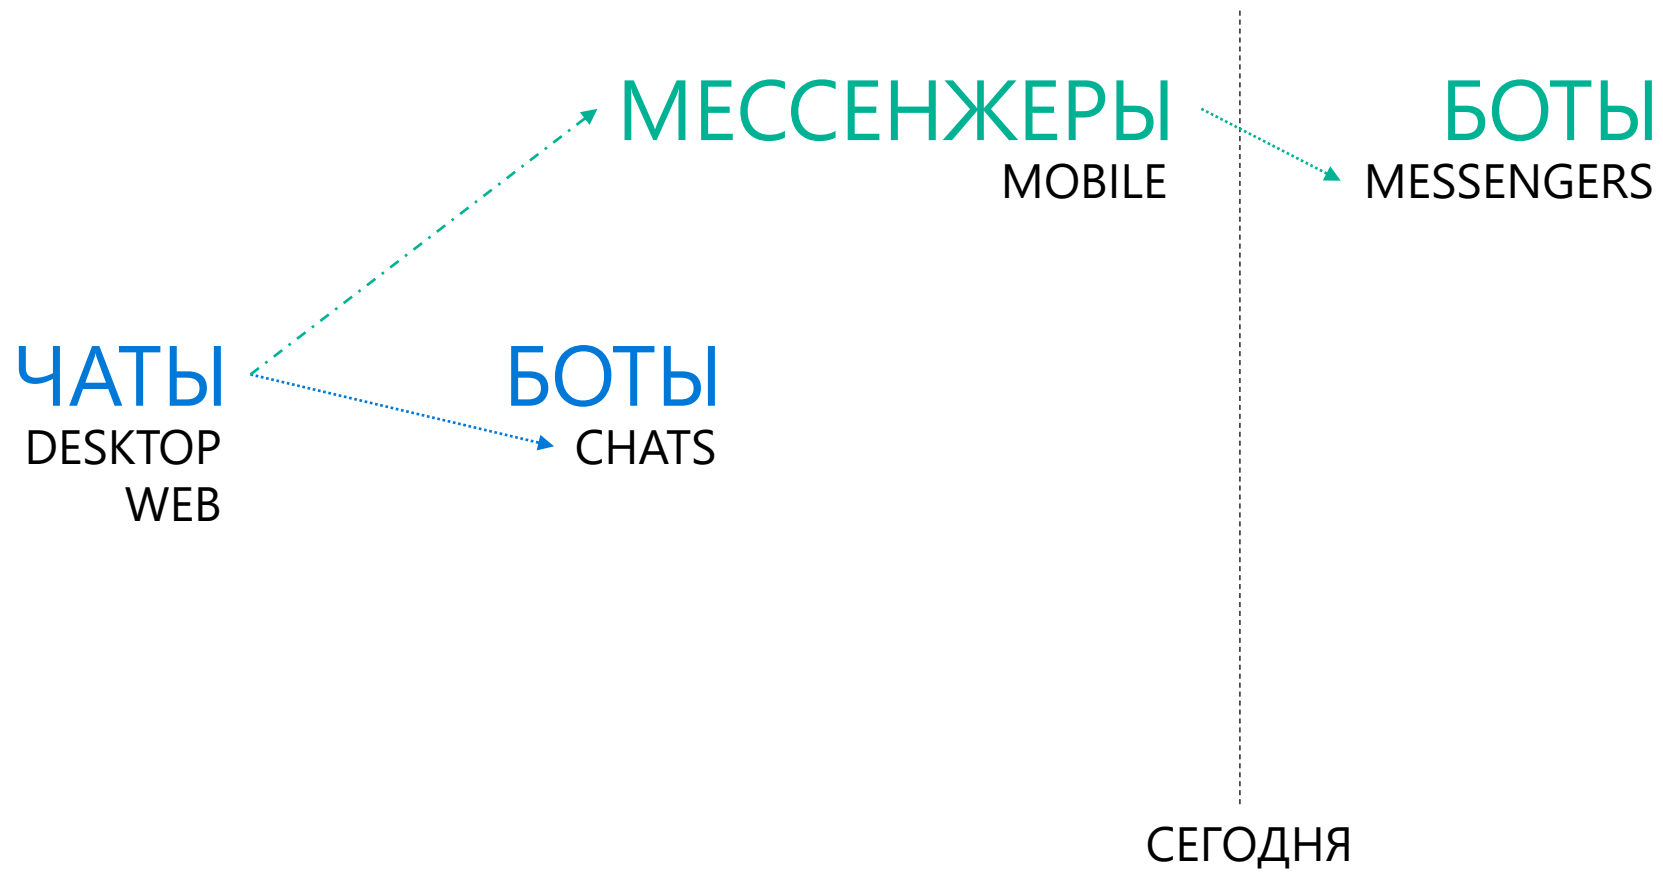 МЕССЕНЖЕРЫ
MOBILE
БОТЫ
MESSENGERS
ЧАТЫ
DESKTOP
WEB
БОТЫ
CHATS
СЕГОДНЯ